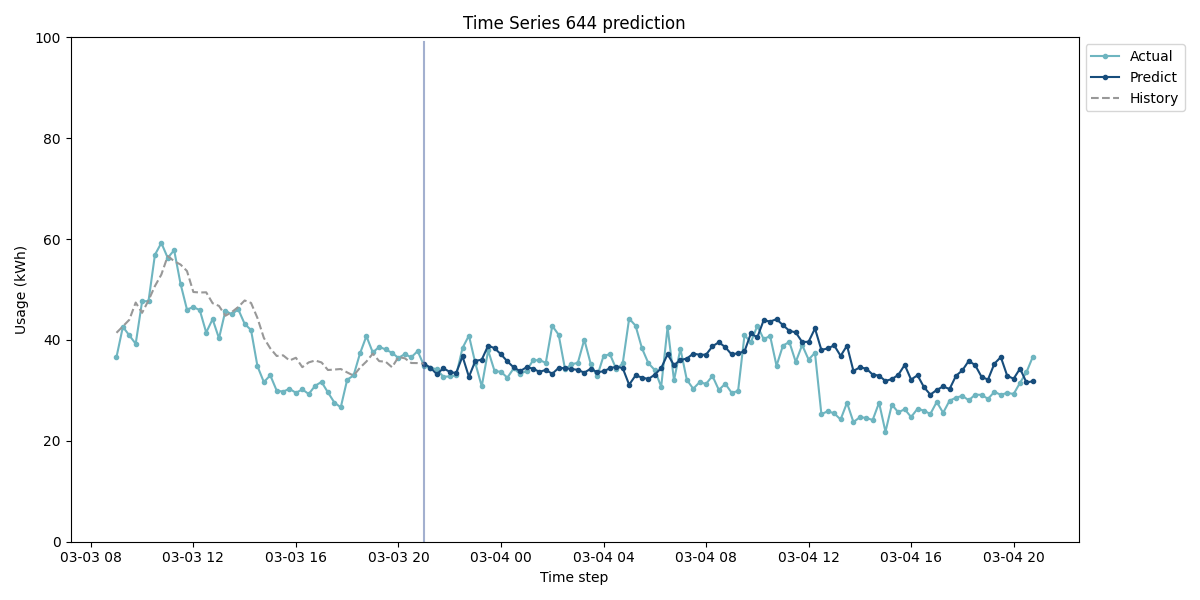 Time Series 644 prediction
100
80
60
40
20
0
Usage (kWh)
03-03 08 03-03 12 03-03 16 03-03 20 03-04 00 03-04 04 03-04 08 03-04 12 03-04 16 03-04 20
Time step
Actual
Predict
History